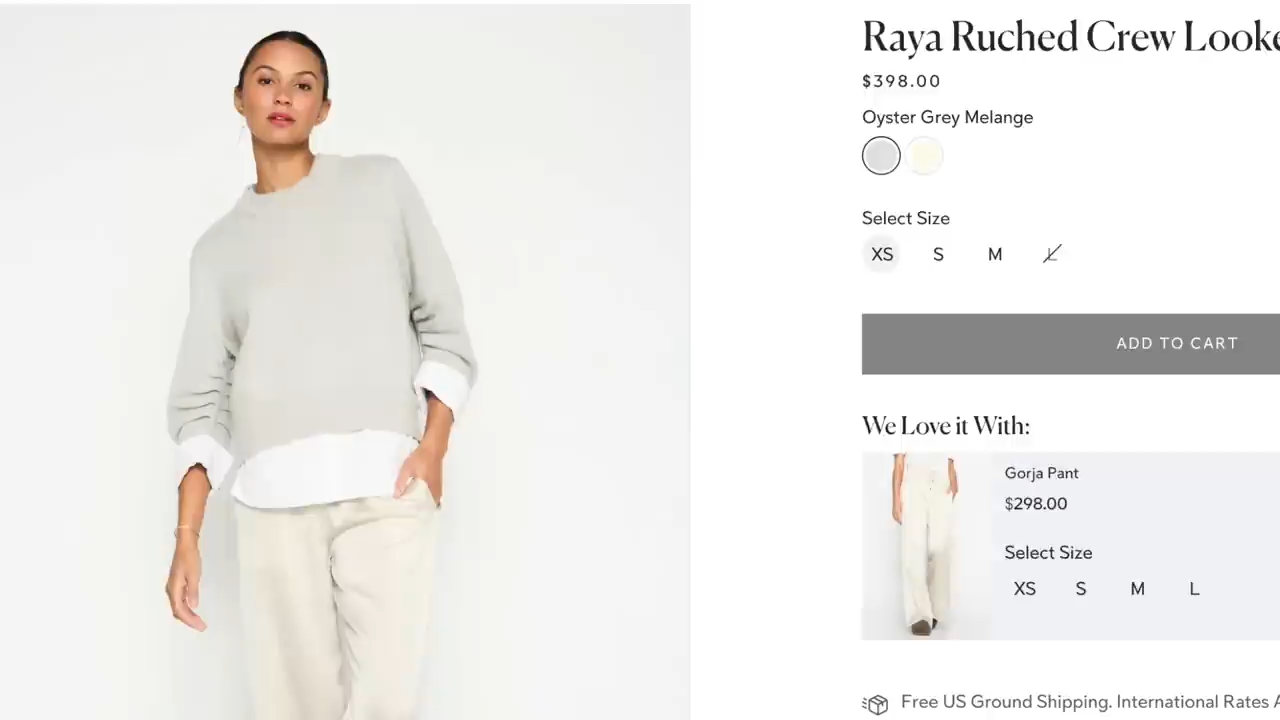 Raya Ruched Crew Looke
$398.00
Oyster Grey Melange
Select Size
XS S M L
ADD TO CART
We Love it With:
Gorja Pant
$298.00
Select Size
XS S M L
Free US Ground Shipping. International Rates A